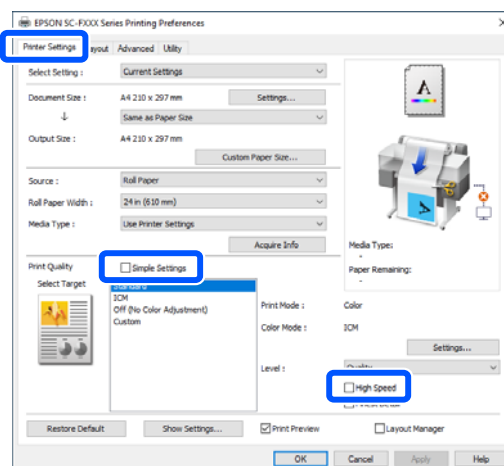 EPSON SC-FXXX Series Printing Preferences
Printer Settings
ayout
Advanced
Utility
Select Setting :
Current Settings
Document Size :
A4 210 x 297 mm
Settings...
Same as Paper Size
Output Size :
A4 210 x 297 mm
Custom Paper Size...
Source :
Roll Paper
Roll Paper Width :
24 in (610 mm)
Media Type :
Use Printer Settings
Acquire Info
Media Type:
-
Paper Remaining:
-
Print Quality
Simple Settings
Select Target
Standard
ICM
Off (No Color Adjustment)
Custom
Print Mode :
Color
Color Mode :
ICM
Settings...
Level :
Quality
High Speed
Restore Default
Show Settings...
Print Preview
Layout Manager
OK
Cancel
Apply
Help